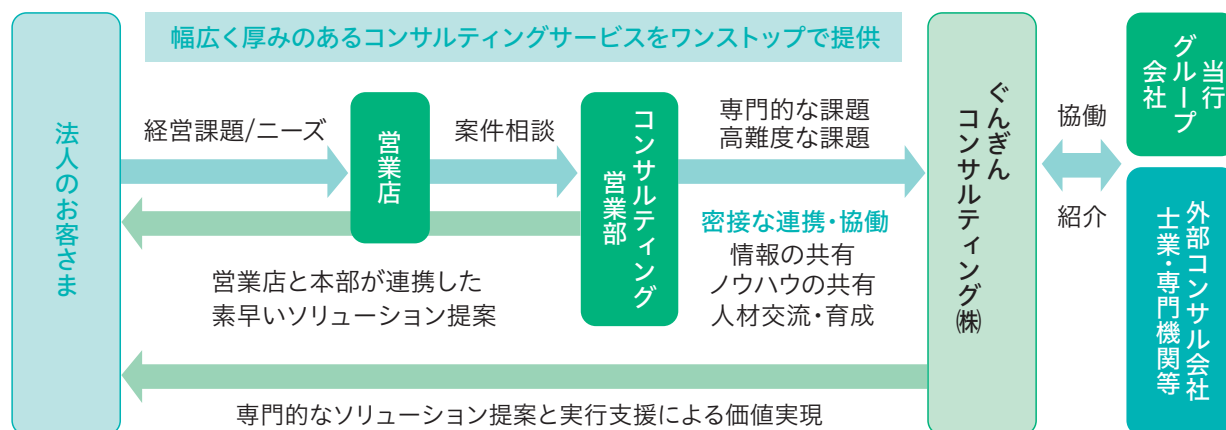 幅広く厚みのあるコンサルティングサービスをワンストップで提供
法人のお客さま
経営課題/ニーズ
営業店
案件相談
コンサルティング
営業部
専門的な課題
高難度な課題
密接な連携・協働
情報の共有
ノウハウの共有
人材交流・育成
営業店と本部が連携した
素早いソリューション提案
専門的なソリューション提案と実行支援による価値実現
ぐんぎん
コンサルティング㈱
協働
紹介
当行
グループ
会社
外部コンサル会社
士業・専門機関等